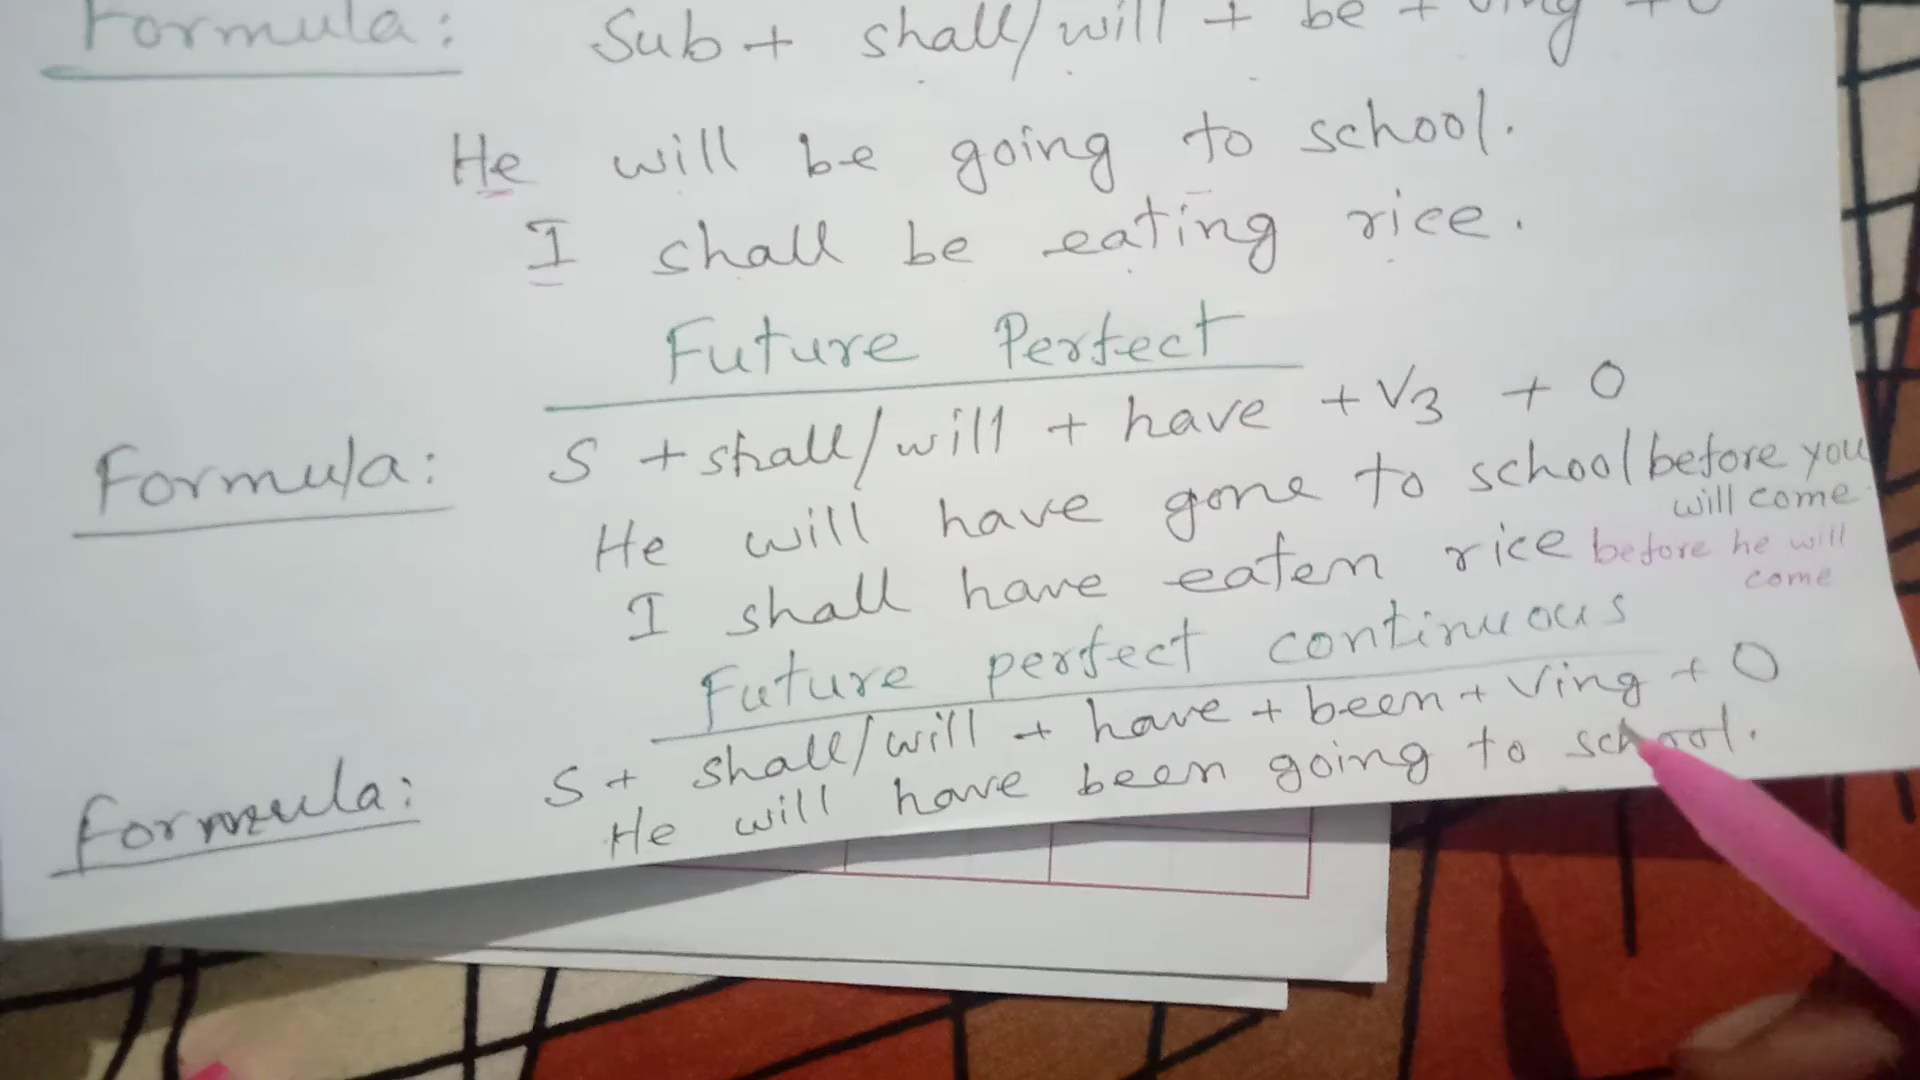 Formula: Sub + shall/will + be + Ving + O
He will be going to school.
I shall be eating rice.
Future Perfect
Formula: S + shall/will + have + V3 + O
He will have gone to school before you will come
I shall have eaten rice before he will come
Future perfect continuous
Formula: S + shall/will + have + been + Ving + O
He will have been going to school.